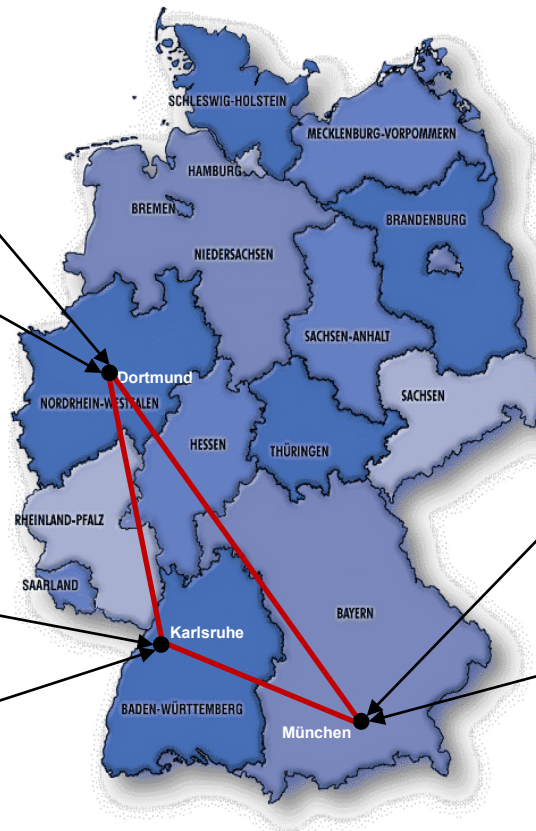 SCHLESWIG-HOLSTEIN
MECKLENBURG-VORPOMMERN
HAMBURG
BREMEN
BRANDENBURG
NIEDERSACHSEN
SACHSEN-ANHALT
Dortmund
NORDRHEIN-WESTFALEN
SACHSEN
HESSEN
THÜRINGEN
RHEINLAND-PFALZ
SAARLAND
BAYERN
Karlsruhe
BADEN-WÜRTTEMBERG
München